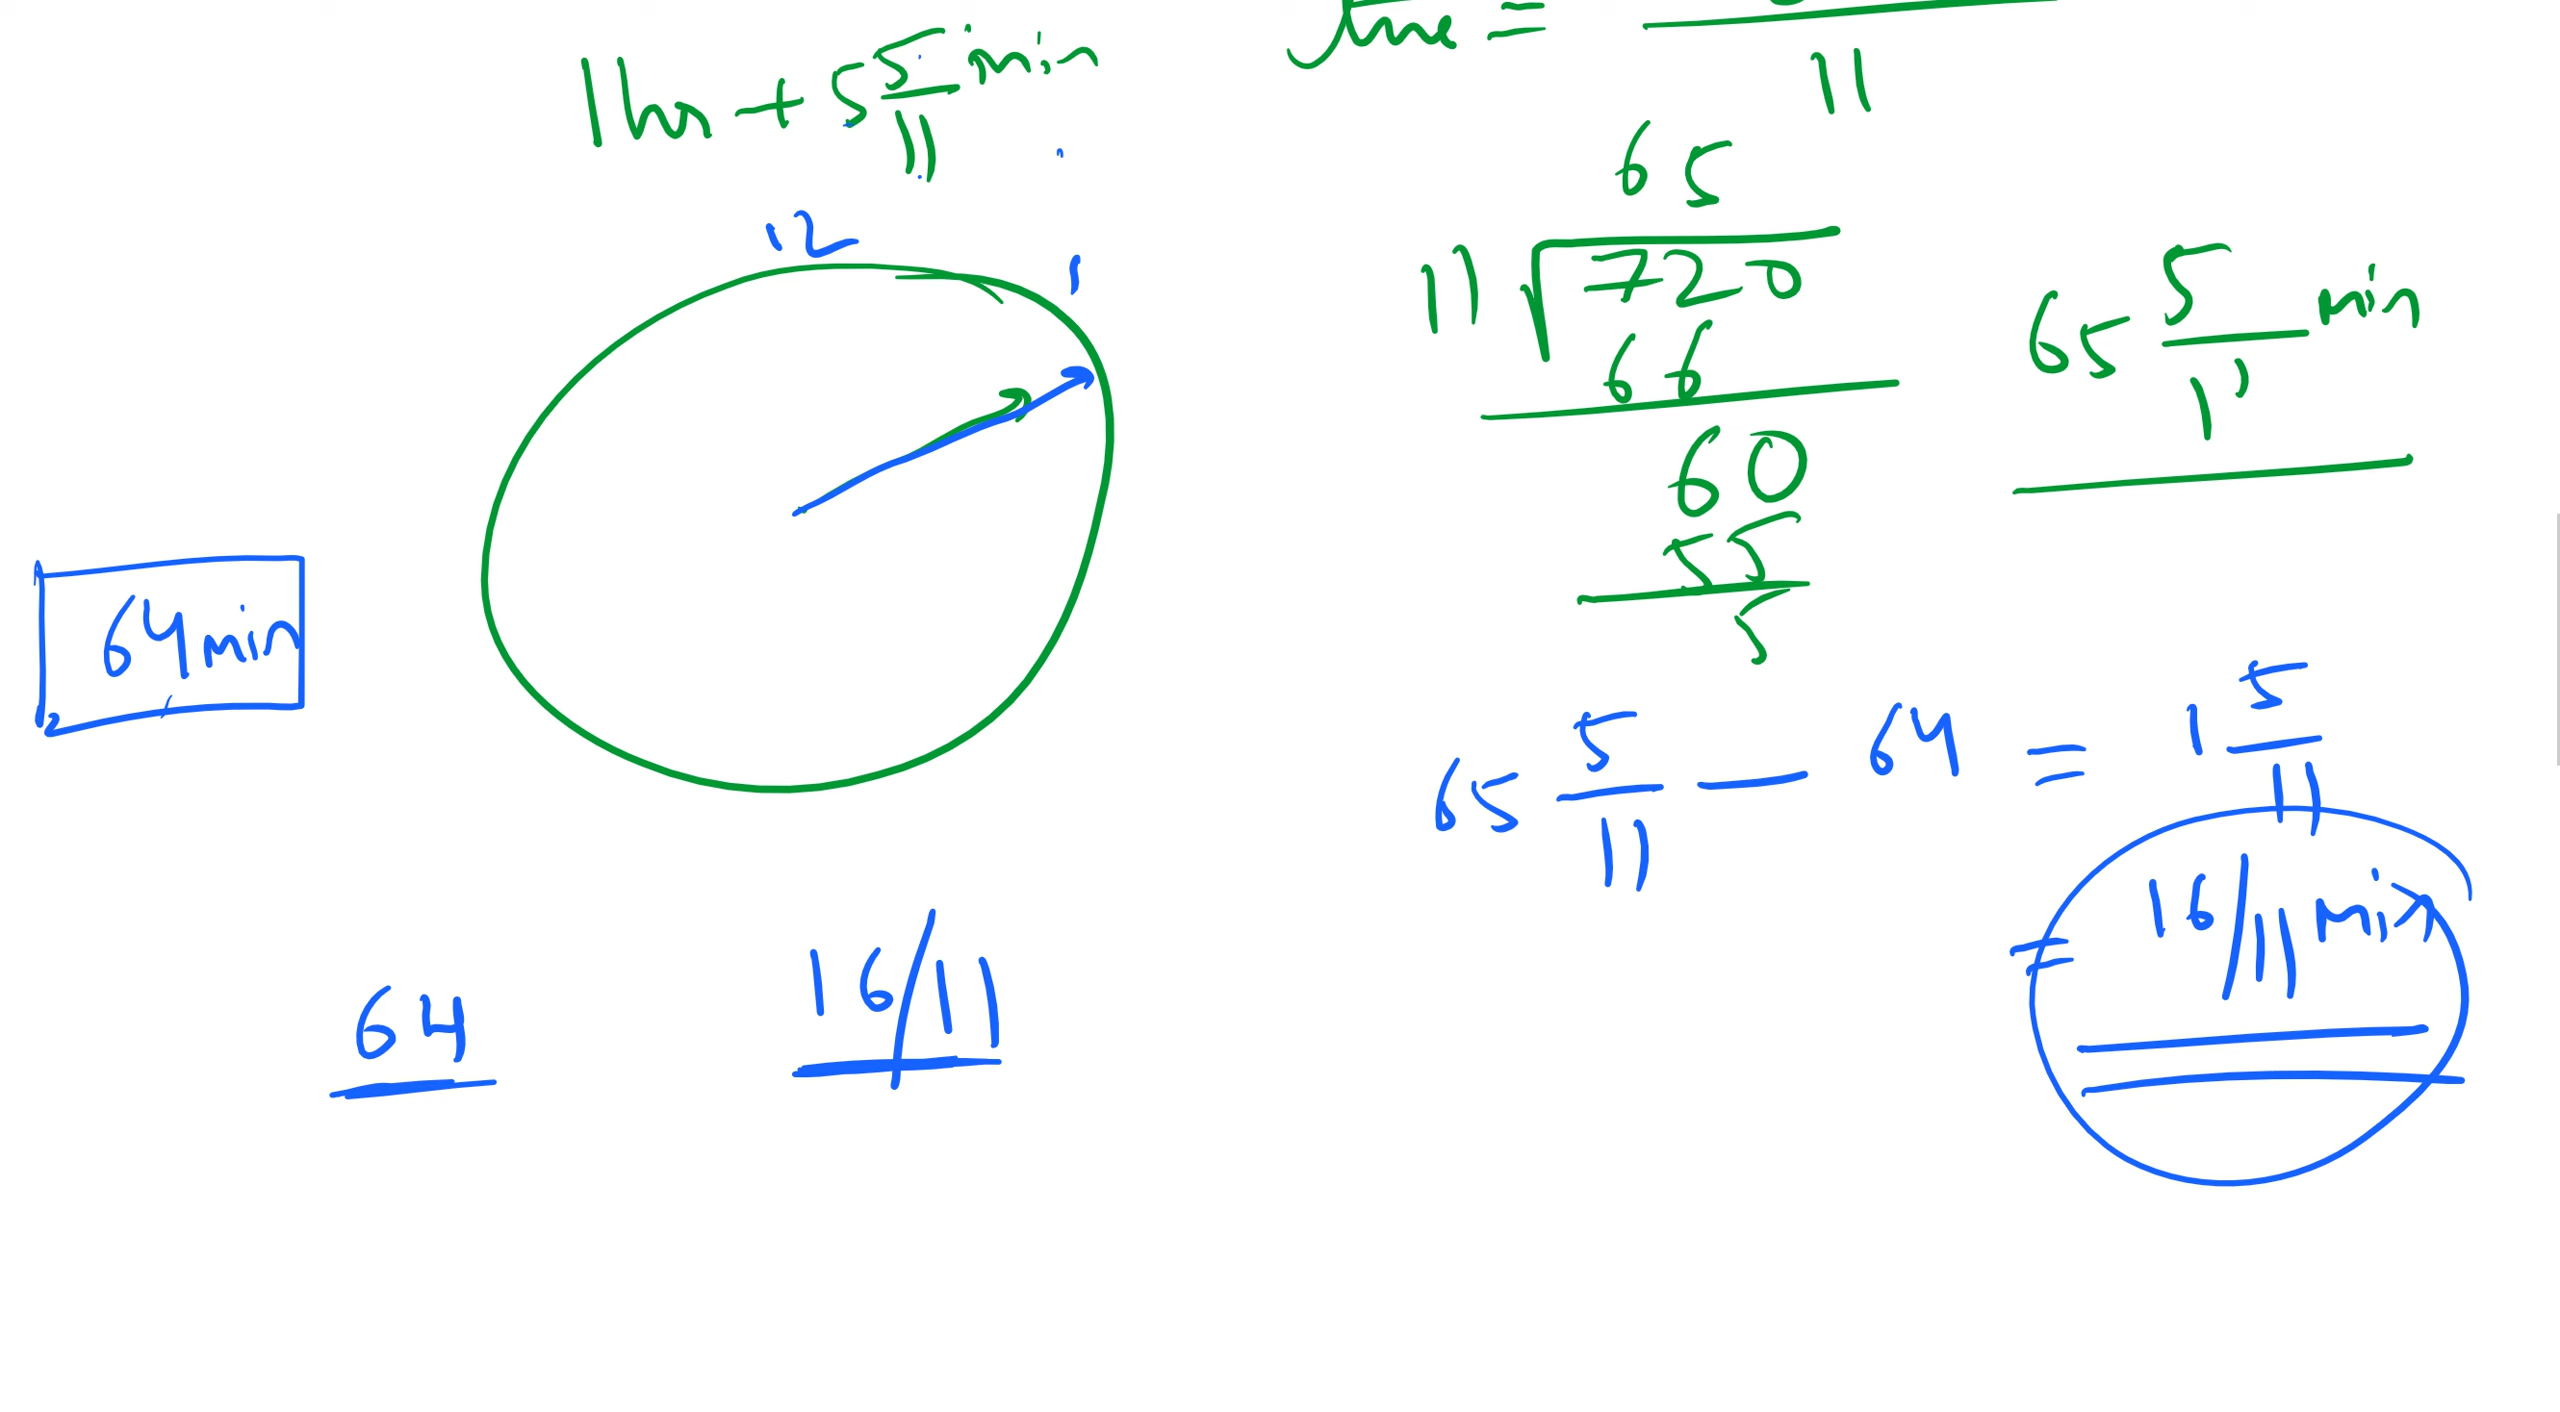 1hr + 5 5/11 min
time = /11
12
1
65
11 √720
66
60
55
5
65 5/11 min
64min
65 5/11 — 64 = 1 5/11
= 16/11 min
64
16/11